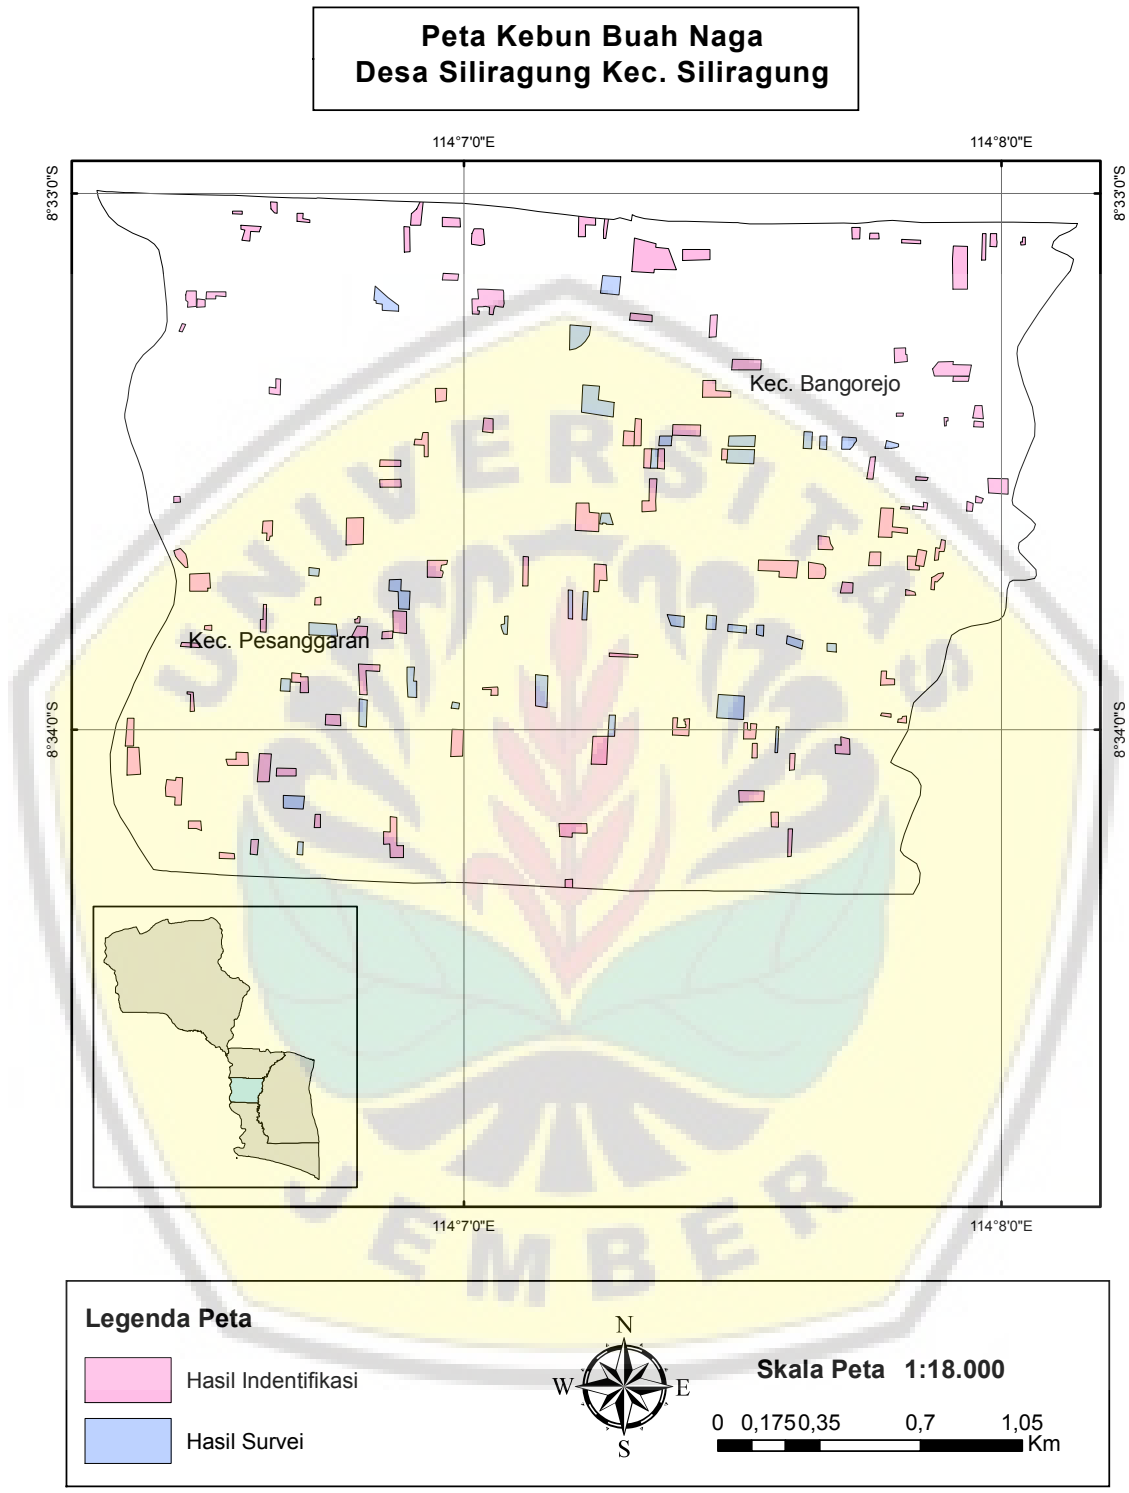 Peta Kebun Buah Naga
Desa Siliragung Kec. Siliragung
114°7'0"E 114°8'0"E
8°33'0"S 8°33'0"S
Kec. Bangorejo
UNIVERSITAS
Kec. Pesanggaran
8°34'0"S 8°34'0"S
JEMBER
114°7'0"E 114°8'0"E
Legenda Peta
Hasil Indentifikasi
Hasil Survei
N
W E
S
Skala Peta 1:18.000
0 0,175 0,35 0,7 1,05
Km